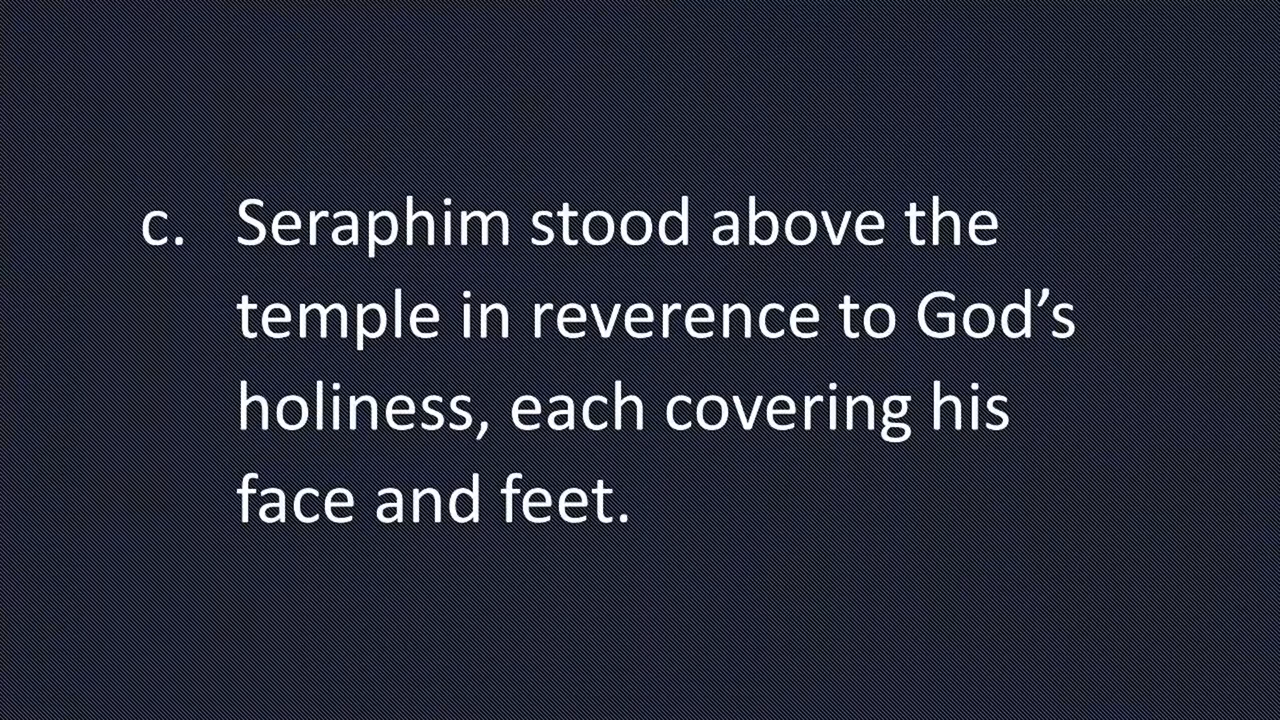 c. Seraphim stood above the
temple in reverence to God’s
holiness, each covering his
face and feet.